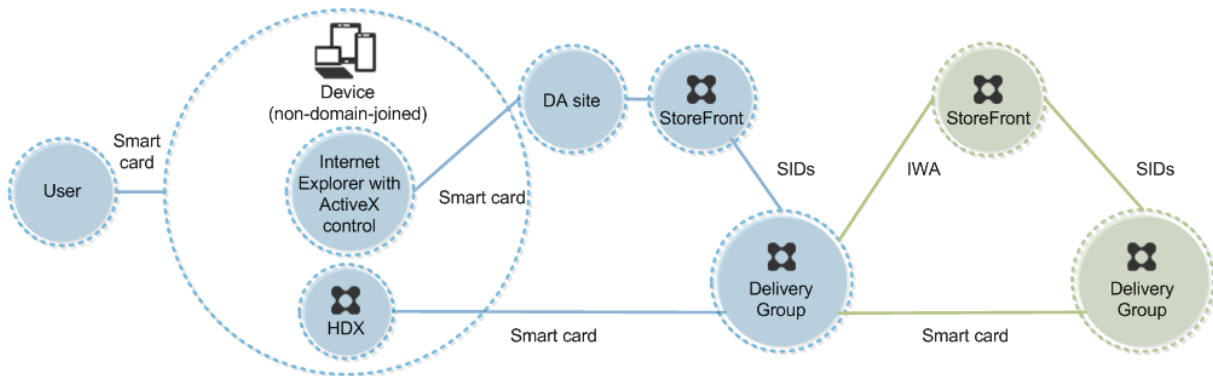 Device
(non-domain-joined)
DA site
StoreFront
StoreFront
Smart
card
User
Internet
Explorer with
ActiveX
control
Smart card
SIDs
IWA
SIDs
HDX
Smart card
Delivery
Group
Smart card
Delivery
Group